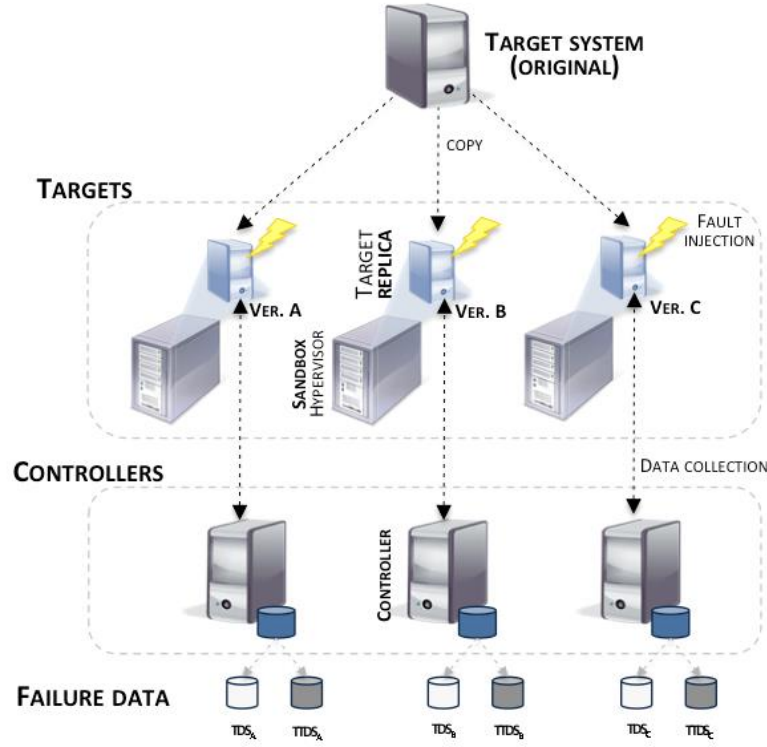 TARGET SYSTEM
(ORIGINAL)
COPY
TARGETS
FAULT
INJECTION
TARGET
REPLICA
VER. A
VER. B
VER. C
SANDBOX
HYPERVISOR
CONTROLLERS
DATA COLLECTION
CONTROLLER
FAILURE DATA
TDS_A
TTDS_A
TDS_B
TTDS_B
TDS_C
TTDS_C